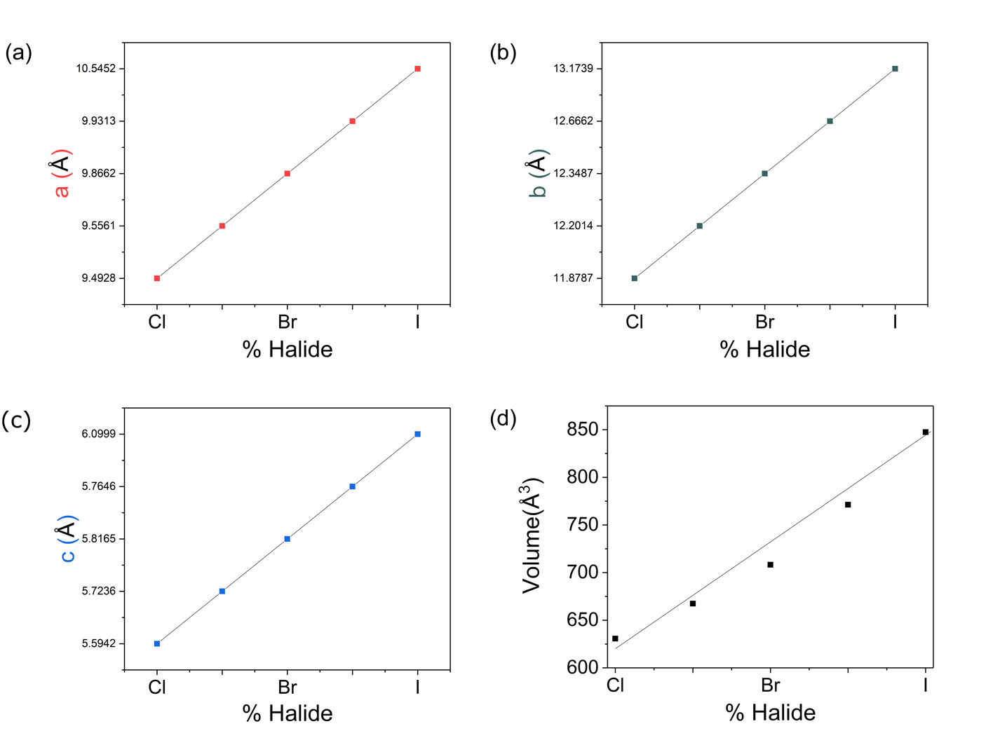 (a)
10.5452
9.9313
9.8662
9.5561
9.4928
a (Å)
Cl Br I
% Halide
(b)
13.1739
12.6662
12.3487
12.2014
11.8787
b (Å)
Cl Br I
% Halide
(c)
6.0999
5.7646
5.8165
5.7236
5.5942
c (Å)
Cl Br I
% Halide
(d)
850
800
750
700
650
600
Volume(Å³)
Cl Br I
% Halide